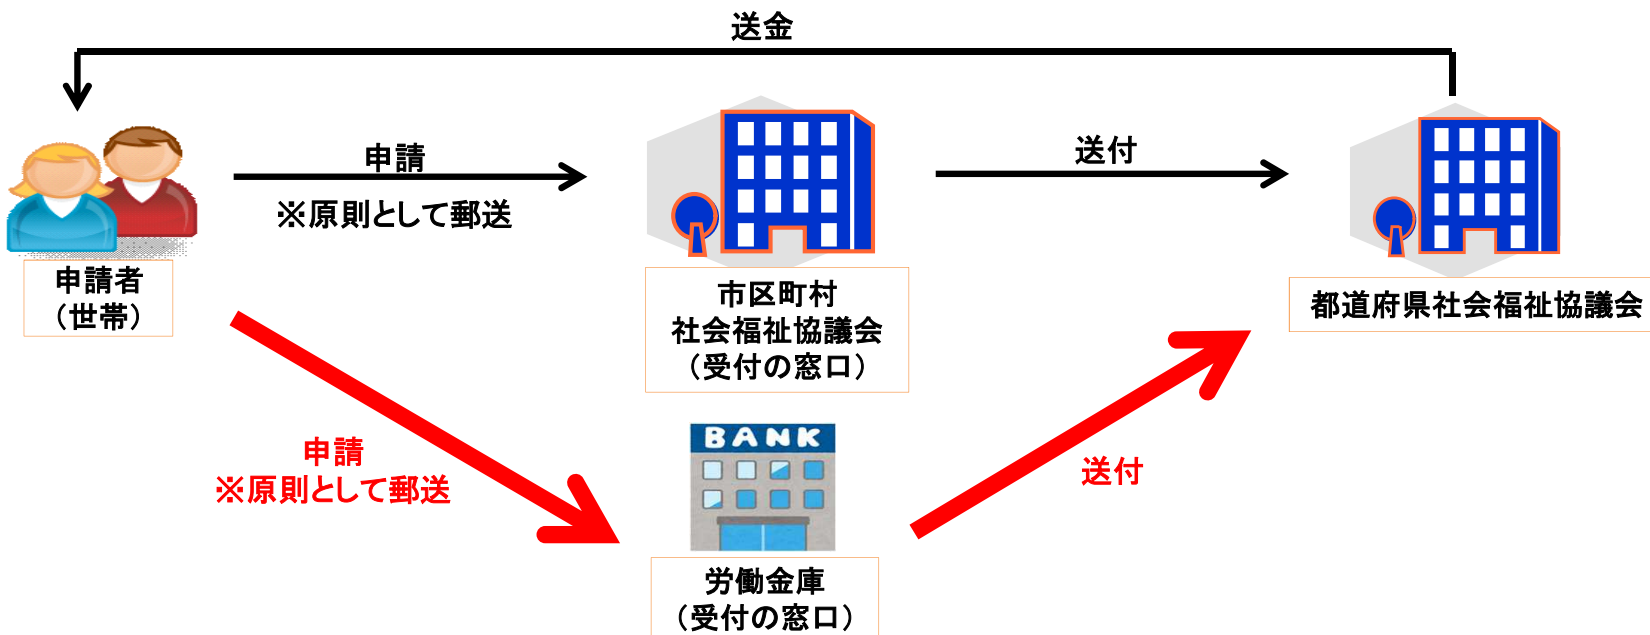 送金
申請
※原則として郵送
送付
申請者
（世帯）
市区町村
社会福祉協議会
（受付の窓口）
都道府県社会福祉協議会
申請
※原則として郵送
BANK
送付
労働金庫
（受付の窓口）